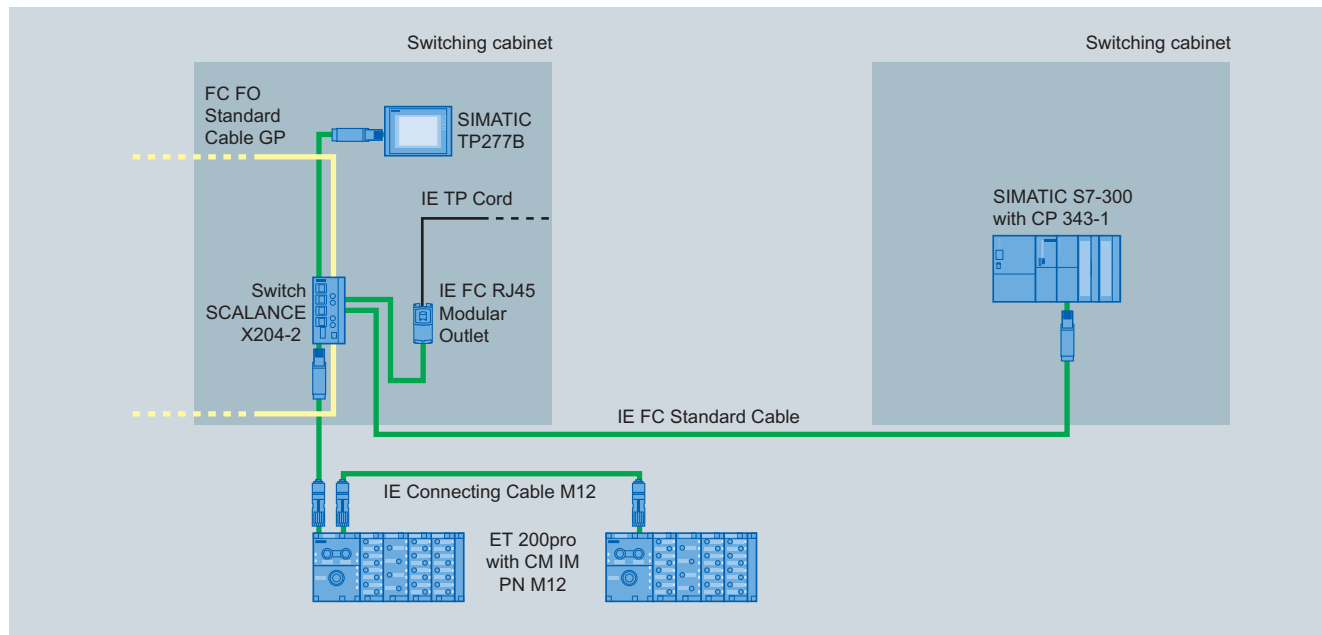 Switching cabinet
Switching cabinet
FC FO
Standard
Cable GP
SIMATIC
TP277B
IE TP Cord
SIMATIC S7-300
with CP 343-1
Switch
SCALANCE
X204-2
IE FC RJ45
Modular
Outlet
IE FC Standard Cable
IE Connecting Cable M12
ET 200pro
with CM IM
PN M12